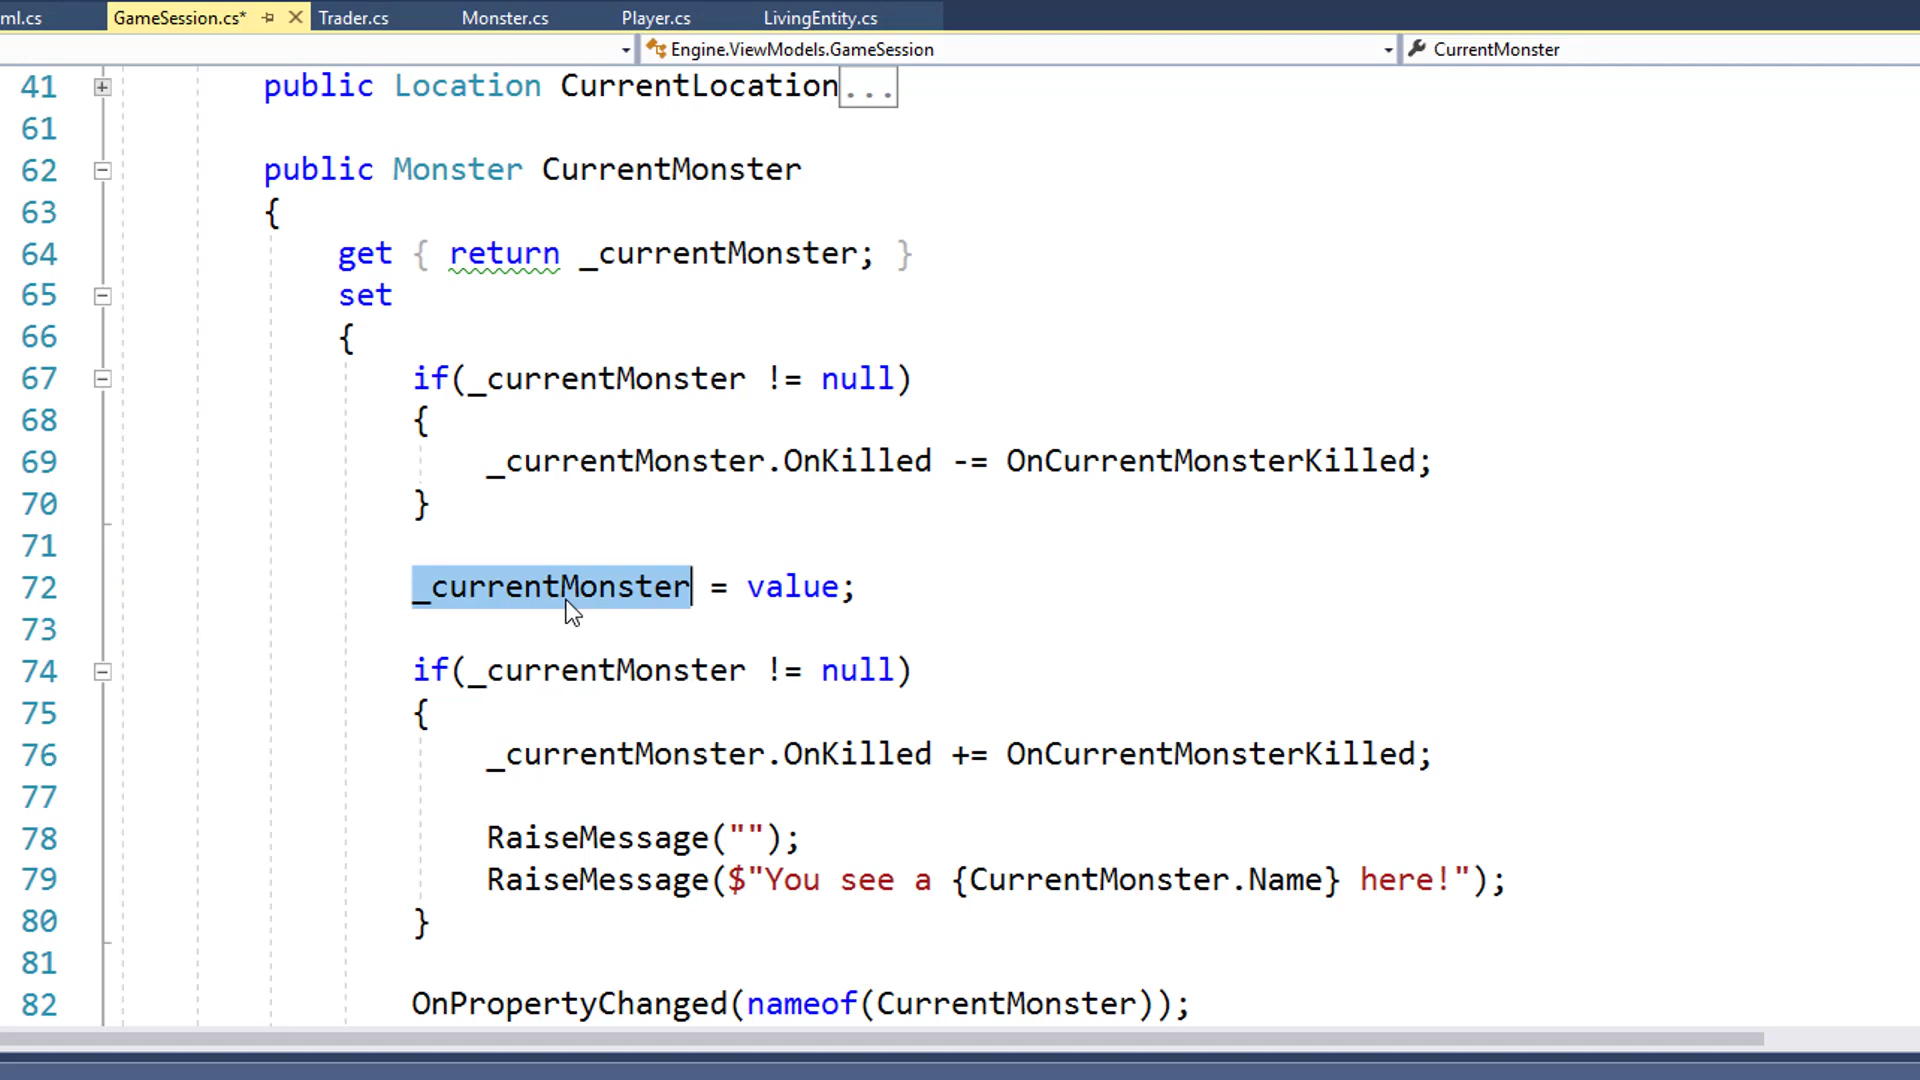 ml.cs GameSession.cs* Trader.cs Monster.cs Player.cs LivingEntity.cs
Engine.ViewModels.GameSession CurrentMonster
41 public Location CurrentLocation...
61
62 public Monster CurrentMonster
63 {
64 get { return _currentMonster; }
65 set
66 {
67 if(_currentMonster != null)
68 {
69 _currentMonster.OnKilled -= OnCurrentMonsterKilled;
70 }
71
72 _currentMonster = value;
73
74 if(_currentMonster != null)
75 {
76 _currentMonster.OnKilled += OnCurrentMonsterKilled;
77
78 RaiseMessage("");
79 RaiseMessage($"You see a {CurrentMonster.Name} here!");
80 }
81
82 OnPropertyChanged(nameof(CurrentMonster));